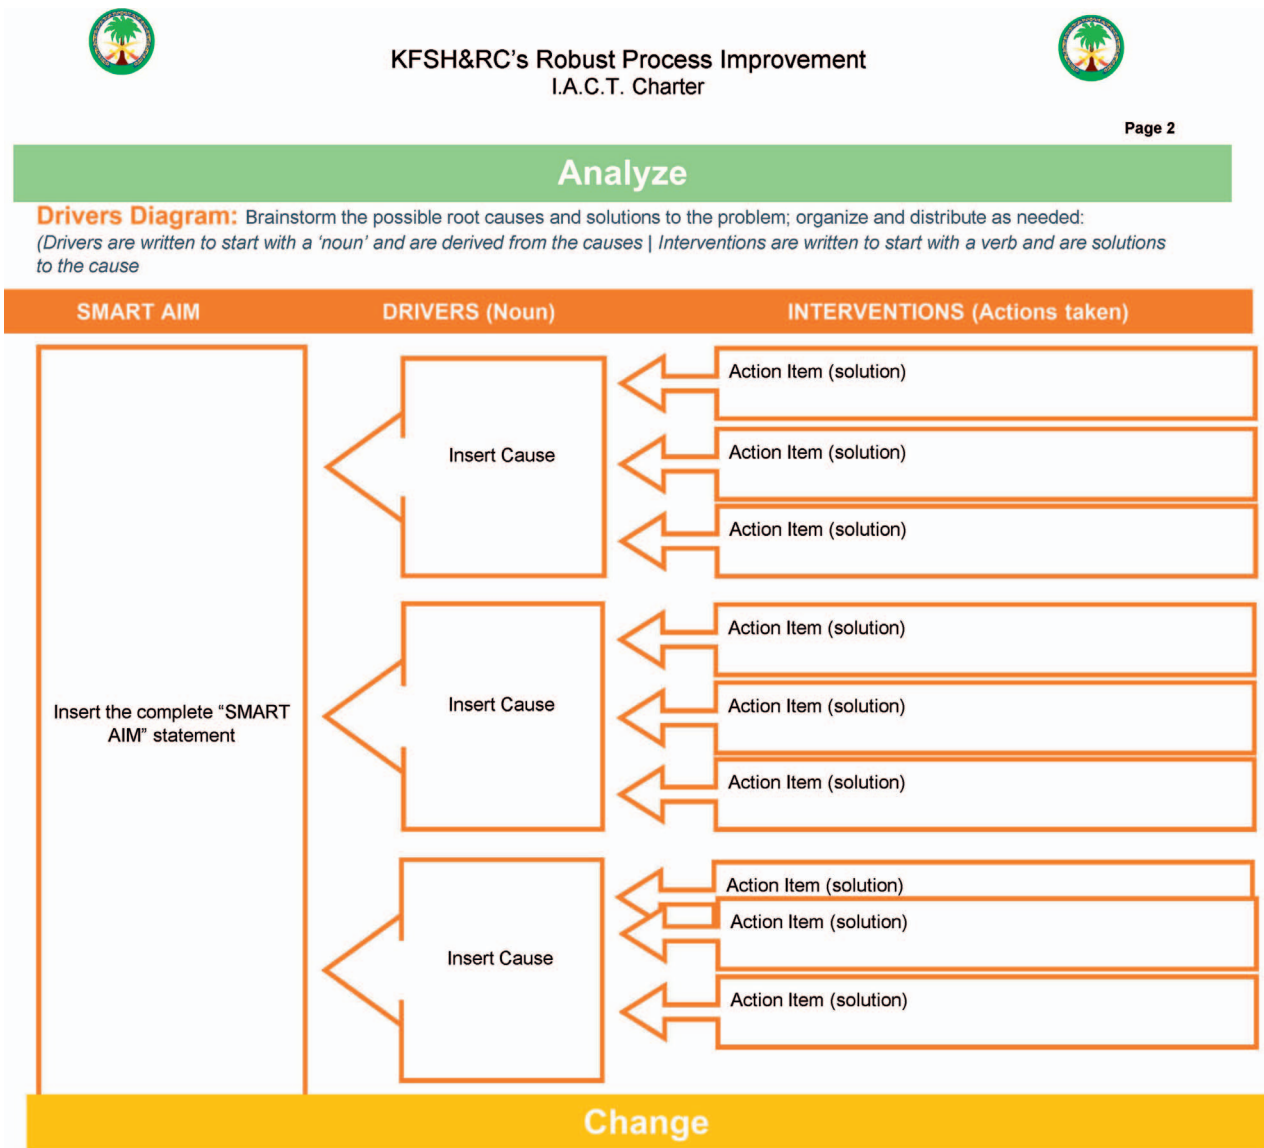 KFSH&RC's Robust Process Improvement
I.A.C.T. Charter
Page 2
Analyze
Drivers Diagram: Brainstorm the possible root causes and solutions to the problem; organize and distribute as needed:
(Drivers are written to start with a 'noun' and are derived from the causes | Interventions are written to start with a verb and are solutions
to the cause
SMART AIM
DRIVERS (Noun)
INTERVENTIONS (Actions taken)
Insert the complete "SMART
AIM" statement
Insert Cause
Action Item (solution)
Action Item (solution)
Action Item (solution)
Insert Cause
Action Item (solution)
Action Item (solution)
Action Item (solution)
Insert Cause
Action Item (solution)
Action Item (solution)
Action Item (solution)
Change